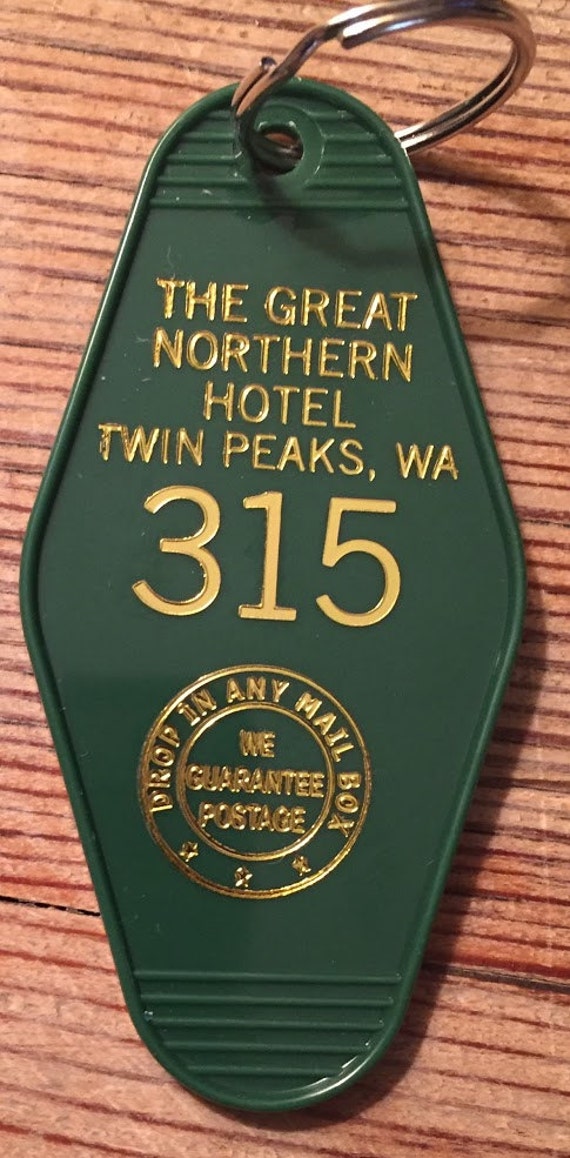 THE GREAT
NORTHERN
HOTEL
TWIN PEAKS, WA
315
DROP IN ANY MAIL BOX
WE
GUARANTEE
POSTAGE